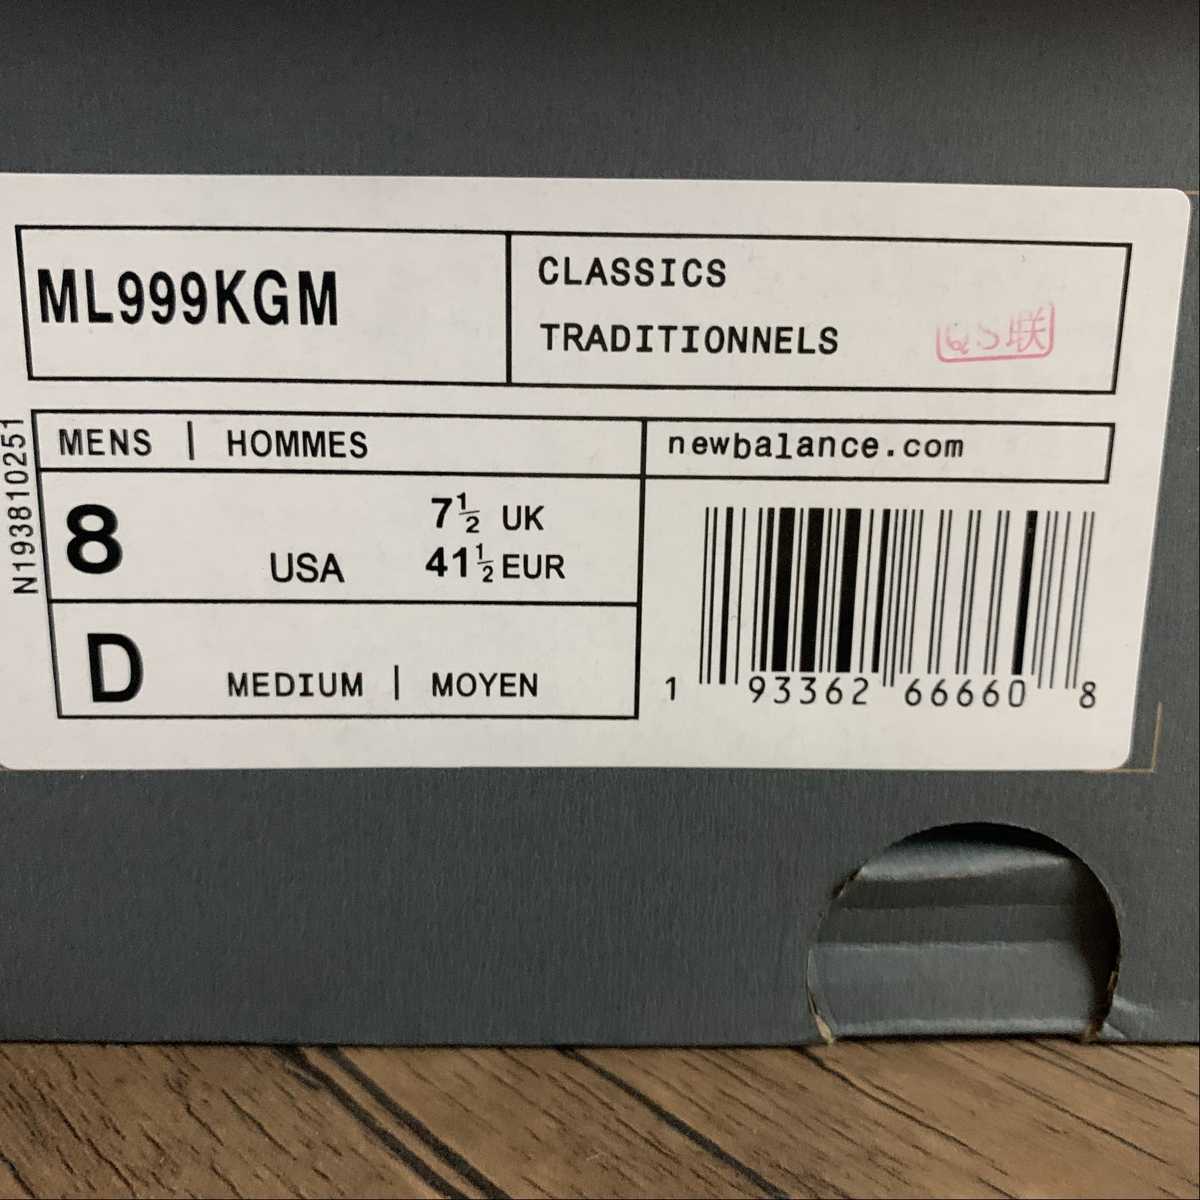 ML999KGM
CLASSICS
TRADITIONNELS
QS联
N193810251
MENS | HOMMES
newbalance.com
8 USA
7½ UK
41½ EUR
D MEDIUM | MOYEN
1 93362 66660 8